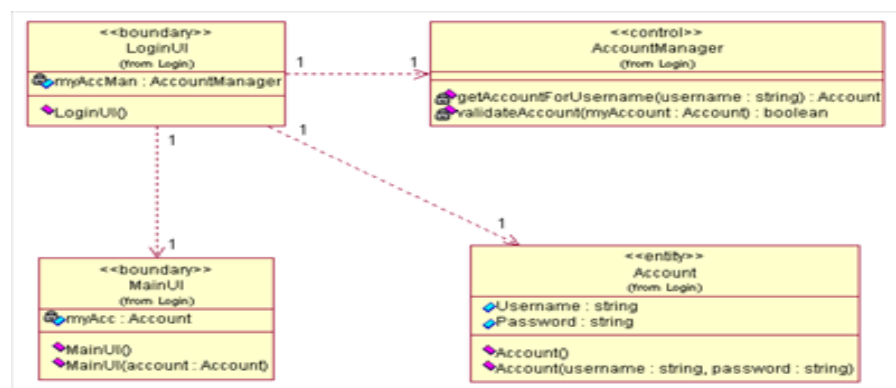 <<boundary>>
LoginUI
(from Login)
myAccMan : AccountManager
LoginUI()
1
1
<<control>>
AccountManager
(from Login)
getAccountForUsername(username : string) : Account
validateAccount(myAccount : Account) : boolean
1
1
1
1
<<boundary>>
MainUI
(from Login)
myAcc : Account
MainUI()
MainUI(account : Account)
<<entity>>
Account
(from Login)
Username : string
Password : string
Account()
Account(username : string, password : string)